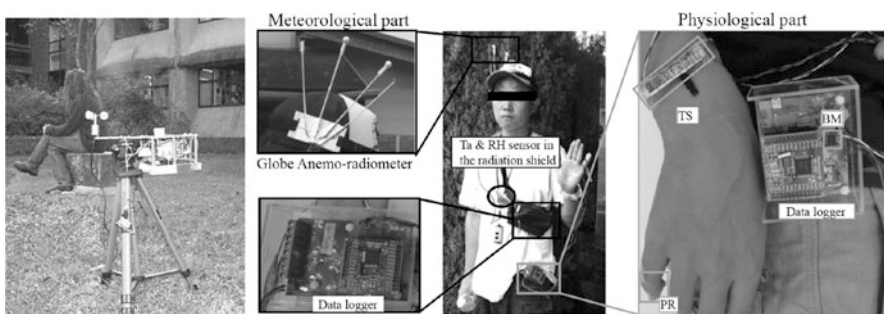 Meteorological part
Physiological part
Globe Anemo-radiometer
Ta & RH sensor in
the radiation shield
Data logger
TS
BM
Data logger
PR